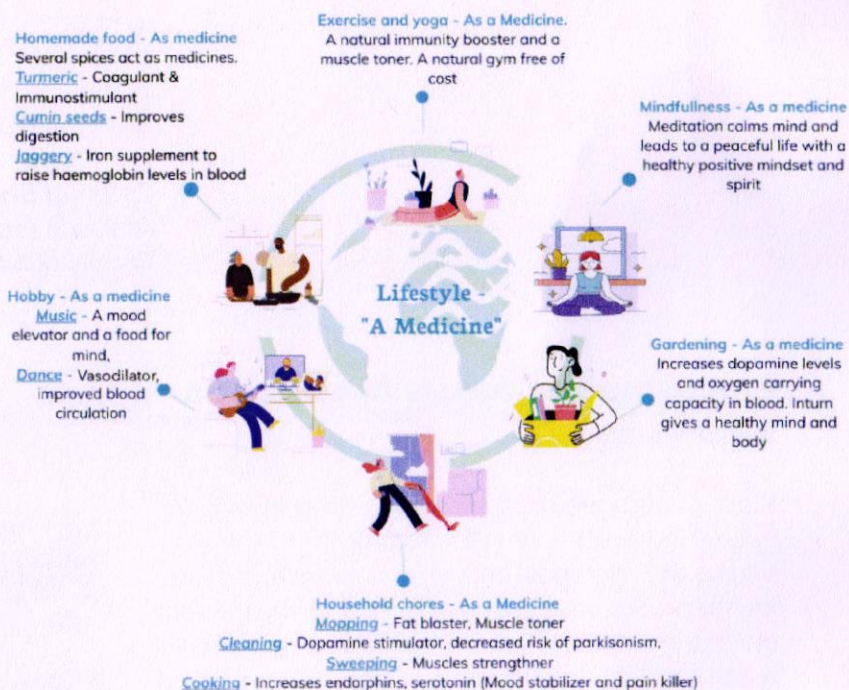 Exercise and yoga - As a Medicine.
A natural immunity booster and a
muscle toner. A natural gym free of
cost
Homemade food - As medicine
Several spices act as medicines.
Turmeric - Coagulant &
Immunostimulant
Cumin seeds - Improves
digestion
Jaggery - Iron supplement to
raise haemoglobin levels in blood
Mindfullness - As a medicine
Meditation calms mind and
leads to a peaceful life with a
healthy positive mindset and
spirit
Lifestyle -
"A Medicine"
Hobby - As a medicine
Music - A mood
elevator and a food for
mind,
Dance - Vasodilator,
improved blood
circulation
Gardening - As a medicine
Increases dopamine levels
and oxygen carrying
capacity in blood. Inturn
gives a healthy mind and
body
Household chores - As a Medicine
Mopping - Fat blaster, Muscle toner
Cleaning - Dopamine stimulator, decreased risk of parkisonism,
Sweeping - Muscles strengthner
Cooking - Increases endorphins, serotonin (Mood stabilizer and pain killer)